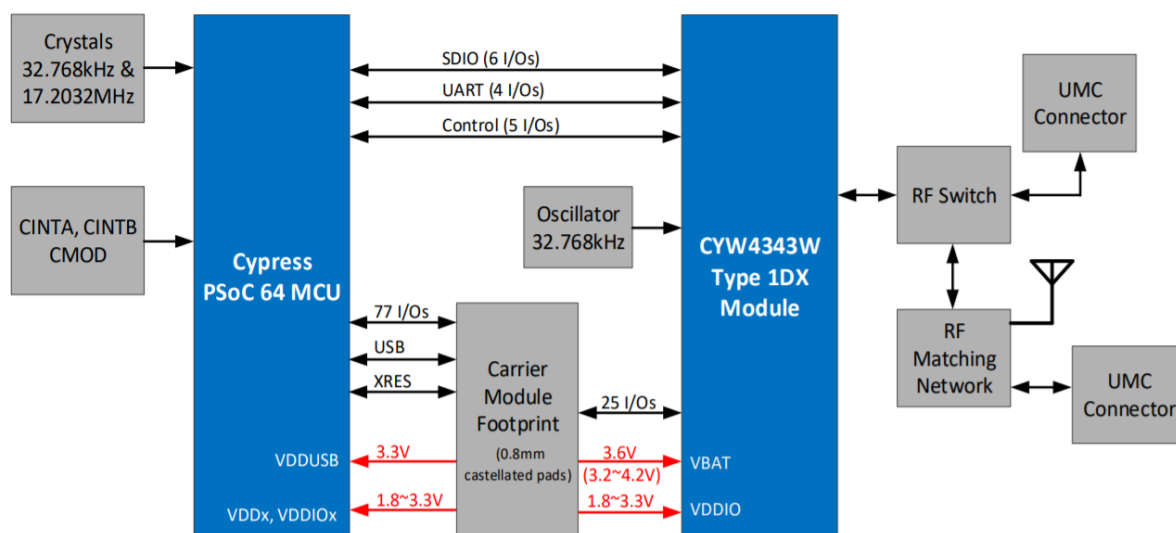 Crystals
32.768kHz &
17.2032MHz
CINTA, CINTB
CMOD
Cypress
PSoC 64 MCU
SDIO (6 I/Os)
UART (4 I/Os)
Control (5 I/Os)
Oscillator
32.768kHz
CYW4343W
Type 1DX
Module
RF Switch
UMC
Connector
RF
Matching
Network
UMC
Connector
77 I/Os
USB
XRES
Carrier
Module
Footprint
(0.8mm
castellated pads)
25 I/Os
VDDUSB
3.3V
3.6V
(3.2~4.2V)
VBAT
VDDx, VDDIOx
1.8~3.3V
1.8~3.3V
VDDIO